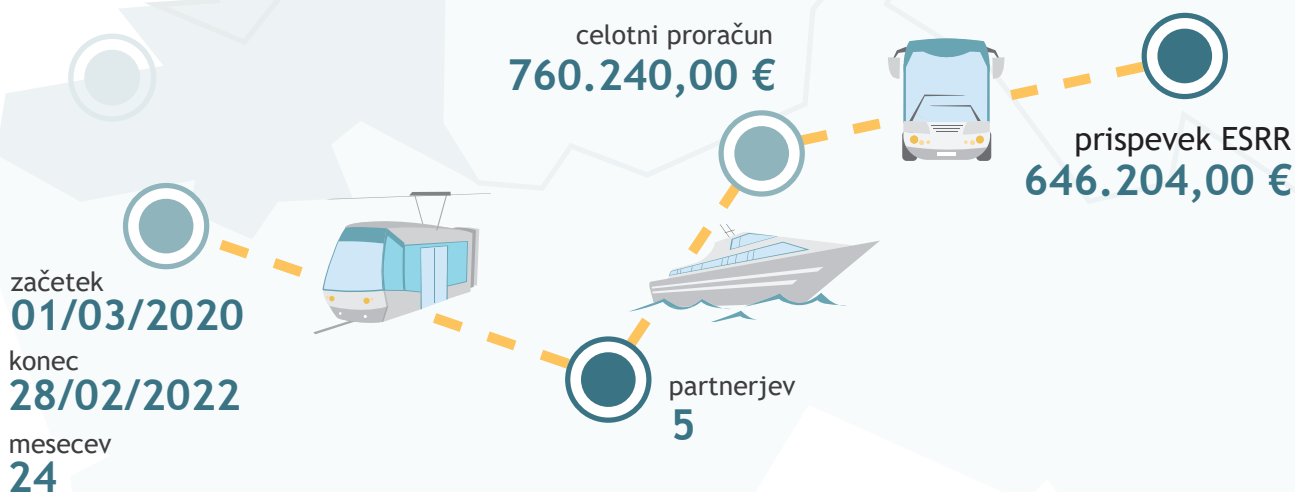 začetek
01/03/2020
konec
28/02/2022
mesecev
24
partnerjev
5
celotni proračun
760.240,00 €
prispevek ESRR
646.204,00 €